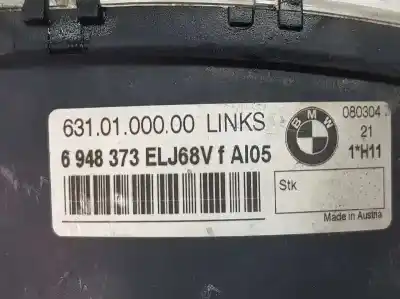 631.01.000.00 LINKS
6 948 373 ELJ68V f AI05
BMW
080304
21
1*H11
Stk
Made in Austria